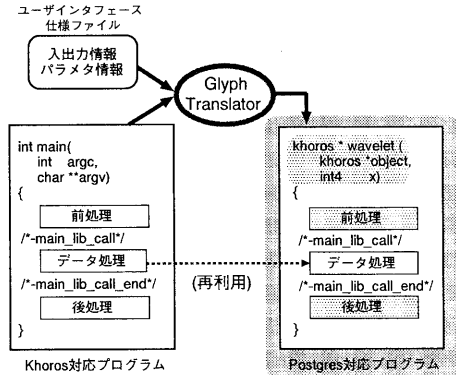 ユーザインタフェース
仕様ファイル
入出力情報
パラメタ情報
Glyph
Translator
int main(
int argc,
char **argv)
{
前処理
/*-main_lib_call*/
データ処理
/*-main_lib_call_end*/
後処理
}
Khoros対応プログラム
(再利用)
khoros * wavelet (
khoros *object,
int4 x)
{
前処理
/*-main_lib_call*/
データ処理
/*-main_lib_call_end*/
後処理
}
Postgres対応プログラム